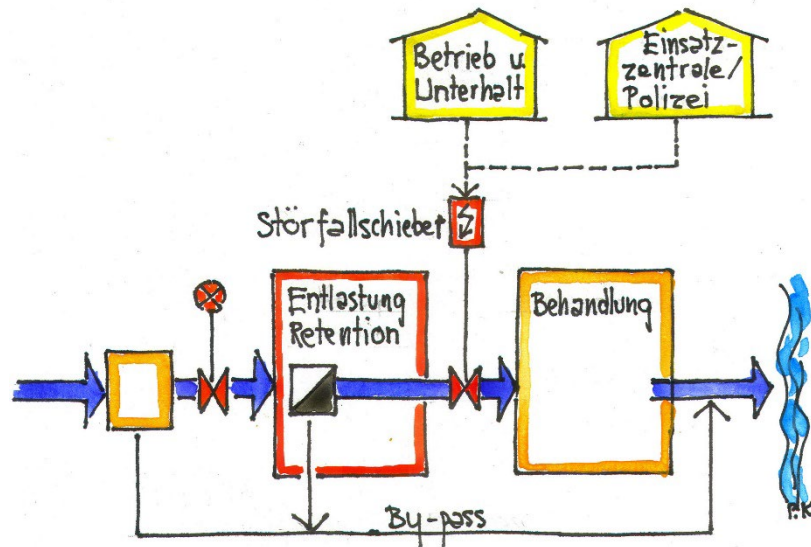 Betrieb u.
Unterhalt
Einsatz-
zentrale/
Polizei
Störfallschieber
Entlastung
Retention
Behandlung
By-pass
P.K